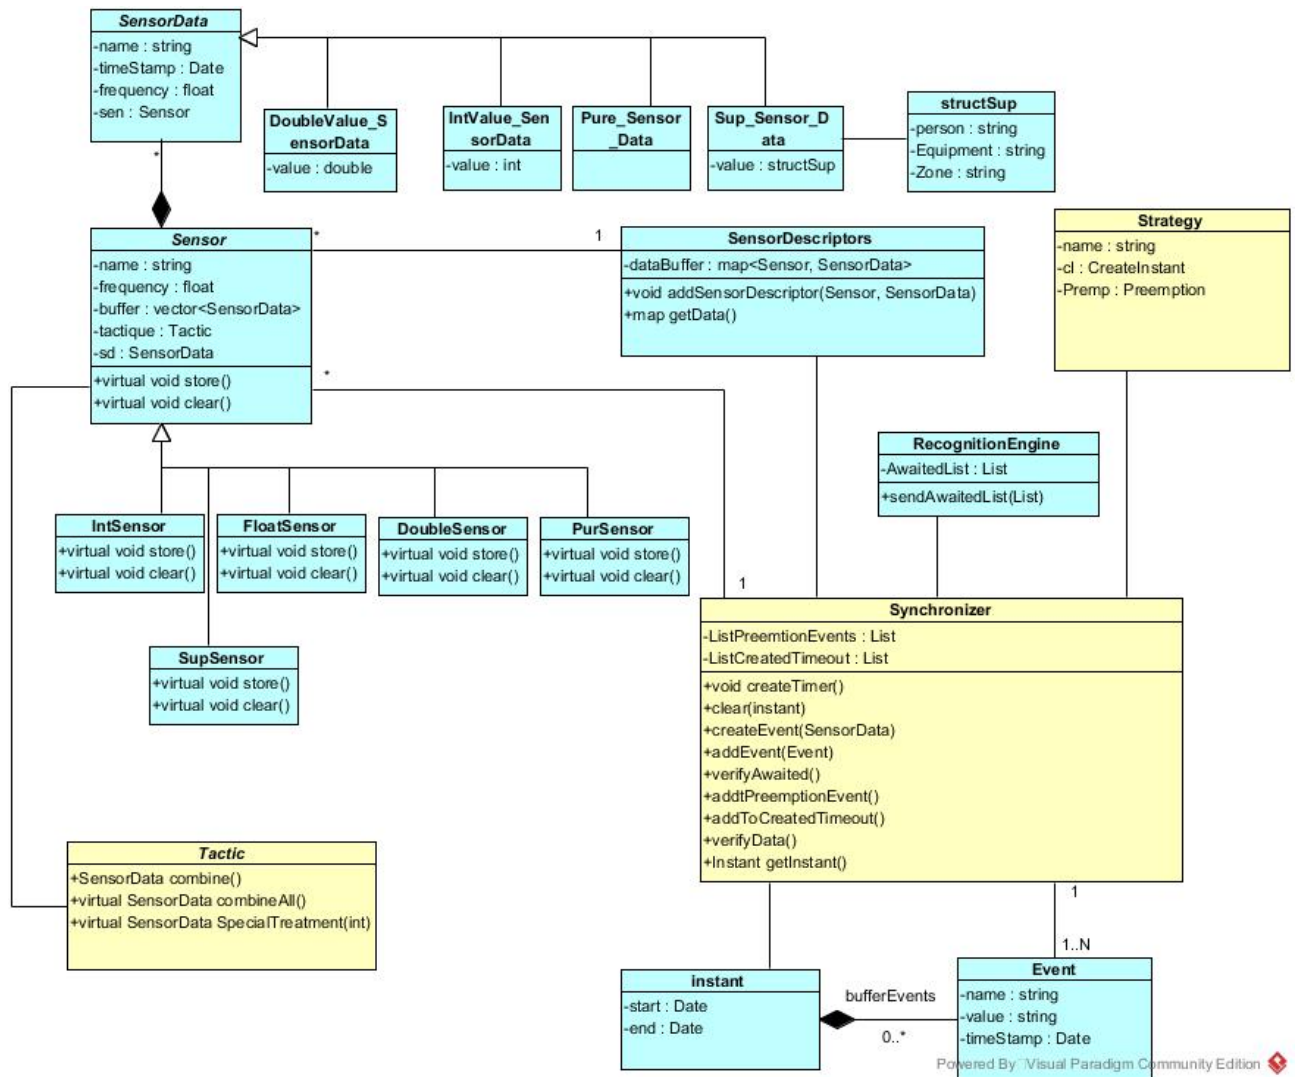 SensorData
-name : string
-timeStamp : Date
-frequency : float
-sen : Sensor
*
DoubleValue_S
ensorData
-value : double
IntValue_Sen
sorData
-value : int
Pure_Sensor
_Data
Sup_Sensor_D
ata
-value : structSup
structSup
-person : string
-Equipment : string
-Zone : string
Sensor
-name : string
-frequency : float
-buffer : vector<SensorData>
-tactique : Tactic
-sd : SensorData
+virtual void store()
+virtual void clear()
*
1
SensorDescriptors
-dataBuffer : map<Sensor, SensorData>
+void addSensorDescriptor(Sensor, SensorData)
+map getData()
Strategy
-name : string
-cl : CreateInstant
-Premp : Preemption
*
RecognitionEngine
-AwaitedList : List
+sendAwaitedList(List)
IntSensor
+virtual void store()
+virtual void clear()
FloatSensor
+virtual void store()
+virtual void clear()
DoubleSensor
+virtual void store()
+virtual void clear()
PurSensor
+virtual void store()
+virtual void clear()
SupSensor
+virtual void store()
+virtual void clear()
1
Synchronizer
-ListPreemtionEvents : List
-ListCreatedTimeout : List
+void createTimer()
+clear(instant)
+createEvent(SensorData)
+addEvent(Event)
+verifyAwaited()
+addtPreemptionEvent()
+addToCreatedTimeout()
+verifyData()
+Instant getInstant()
Tactic
+SensorData combine()
+virtual SensorData combineAll()
+virtual SensorData SpecialTreatment(int)
1
1..N
instant
-start : Date
-end : Date
bufferEvents
0..*
Event
-name : string
-value : string
-timeStamp : Date
Powered By Visual Paradigm Community Edition